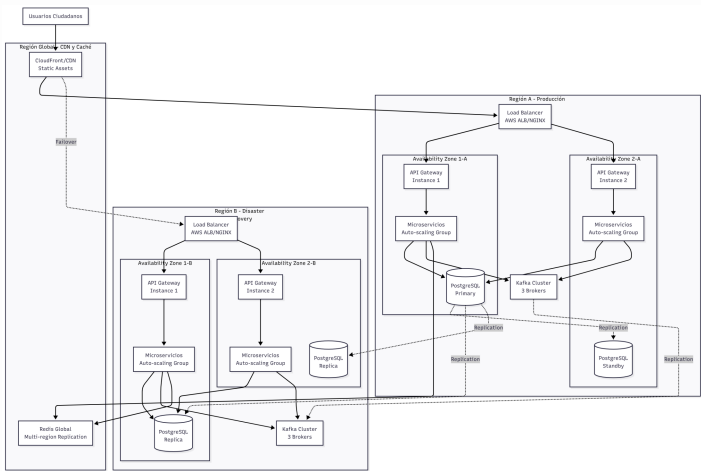 Usuarios Ciudadanos
Región Global - CDN y Caché
CloudFront/CDN
Static Assets
Failover
Región A - Producción
Load Balancer
AWS ALB/NGINX
Availability Zone 1-A
API Gateway
Instance 1
Microservicios
Auto-scaling Group
PostgreSQL
Primary
Availability Zone 2-A
API Gateway
Instance 2
Microservicios
Auto-scaling Group
Kafka Cluster
3 Brokers
Replication
Replication
Replication
Replication
PostgreSQL
Standby
Región B - Disaster
overy
Load Balancer
AWS ALB/NGINX
Availability Zone 1-B
API Gateway
Instance 1
Microservicios
Auto-scaling Group
PostgreSQL
Replica
Availability Zone 2-B
API Gateway
Instance 2
Microservicios
Auto-scaling Group
PostgreSQL
Replica
Kafka Cluster
3 Brokers
Redis Global
Multi-region Replication